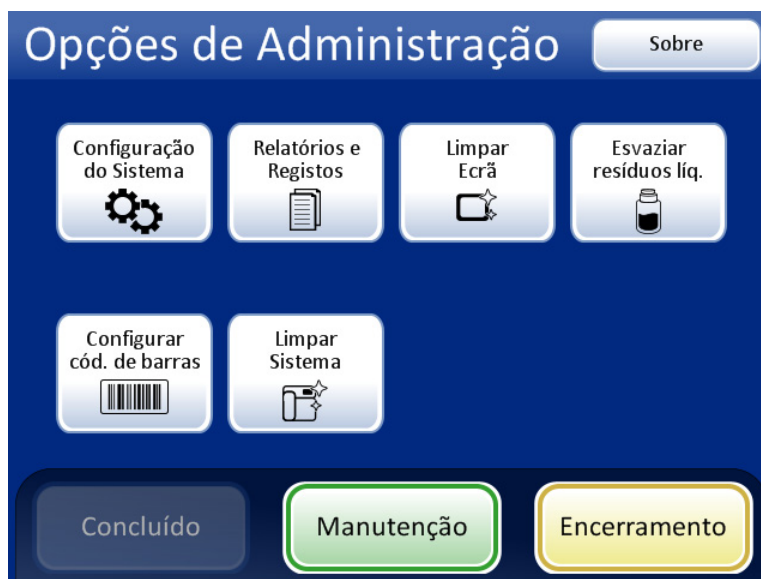 Opções de Administração
Sobre
Configuração
do Sistema
Relatórios e
Registos
Limpar
Ecrã
Esvaziar
resíduos líq.
Configurar
cód. de barras
Limpar
Sistema
Concluído
Manutenção
Encerramento